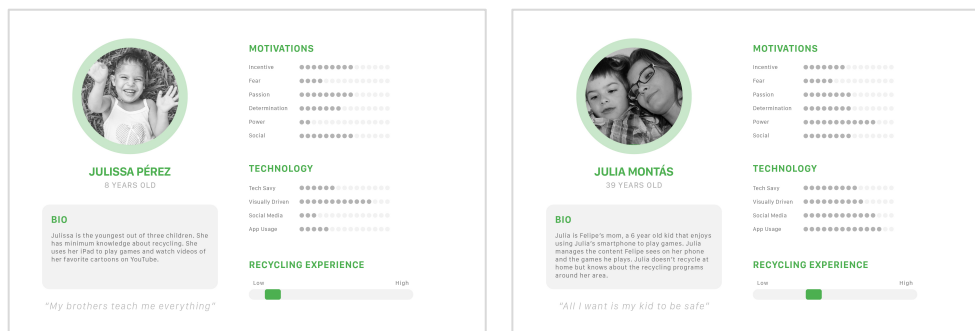 JULISSA PÉREZ
8 YEARS OLD
BIO
Julissa is the youngest out of three children. She
has minimum knowledge about recycling. She
uses her iPad to play games and watch videos of
her favorite cartoons on YouTube.
"My brothers teach me everything"
MOTIVATIONS
Incentive
Fear
Passion
Determination
Power
Social
TECHNOLOGY
Tech Savy
Visually Driven
Social Media
App Usage
RECYCLING EXPERIENCE
Low High
JULIA MONTÁS
39 YEARS OLD
BIO
Julia is Felipe's mom, a 6 year old kid that enjoys
using Julia's smartphone to play games. Julia
manages the content Felipe sees on her phone
and the games he plays. Julia doesn't recycle at
home but knows about the recycling programs
around her area.
"All I want is my kid to be safe"
MOTIVATIONS
Incentive
Fear
Passion
Determination
Power
Social
TECHNOLOGY
Tech Savy
Visually Driven
Social Media
App Usage
RECYCLING EXPERIENCE
Low High